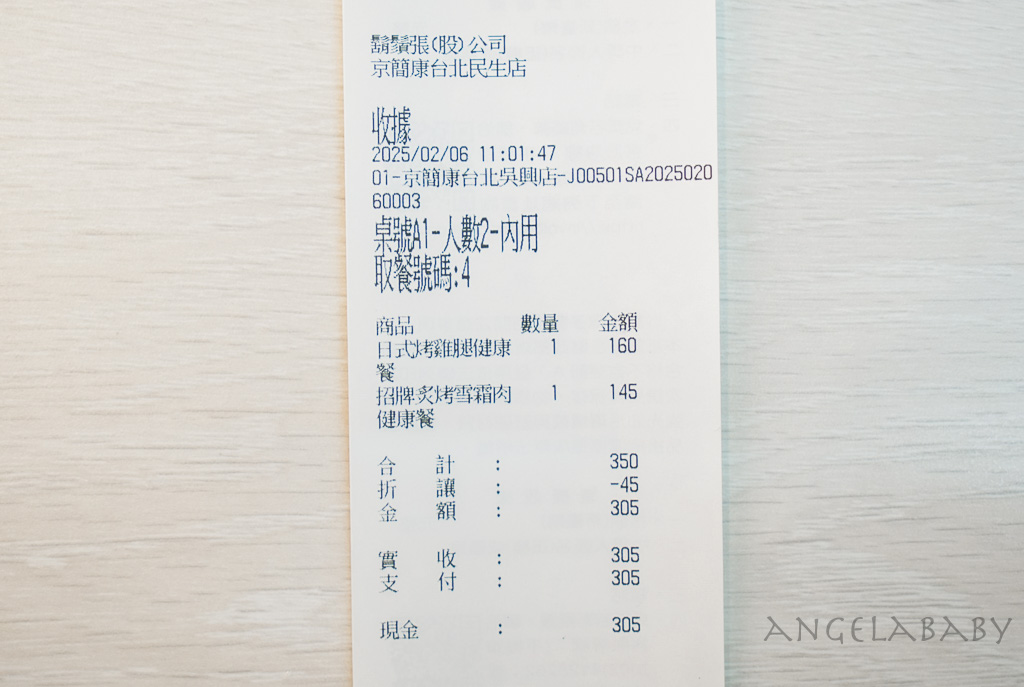 鬍鬚張(股)公司
京簡康台北民生店
收據
2025/02/06 11:01:47
01-京簡康台北吳興店-J00501SA2025020
60003
桌號A1-人數2-內用
取餐號碼:4
商品 數量 金額
日式烤雞腿健康 1 160
餐
招牌炙烤雪霜肉 1 145
健康餐
合 計 : 350
折 讓 : -45
金 額 : 305
實 收 : 305
支 付 : 305
現金 : 305
ANGELABABY